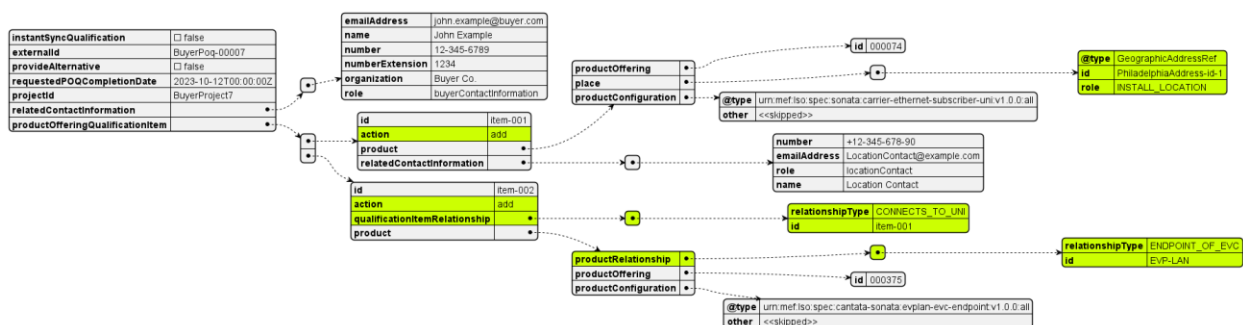 instantSyncQualification false
externalId BuyerPoq-00007
provideAlternative false
requestedPOQCompletionDate 2023-10-12T00:00:00Z
projectId BuyerProject7
relatedContactInformation
productOfferingQualificationItem
emailAddress john.example@buyer.com
name John Example
number 12-345-6789
numberExtension 1234
organization Buyer Co.
role buyerContactInformation
id item-001
action add
product
relatedContactInformation
id item-002
action add
qualificationItemRelationship
product
productOffering
place
productConfiguration
id 000074
@type GeographicAddressRef
id PhiladelphiaAddress-id-1
role INSTALL_LOCATION
@type urn:mef:lso:spec:sonata:carrier-ethernet-subscriber-uni:v1.0.0:all
other <<skipped>>
number +12-345-678-90
emailAddress LocationContact@example.com
role locationContact
name Location Contact
relationshipType CONNECTS_TO_UNI
id item-001
productRelationship
productOffering
productConfiguration
relationshipType ENDPOINT_OF_EVC
id EVP-LAN
id 000375
@type urn:mef:lso:spec:cantata-sonata:evplan-evc-endpoint:v1.0.0:all
other <<skipped>>